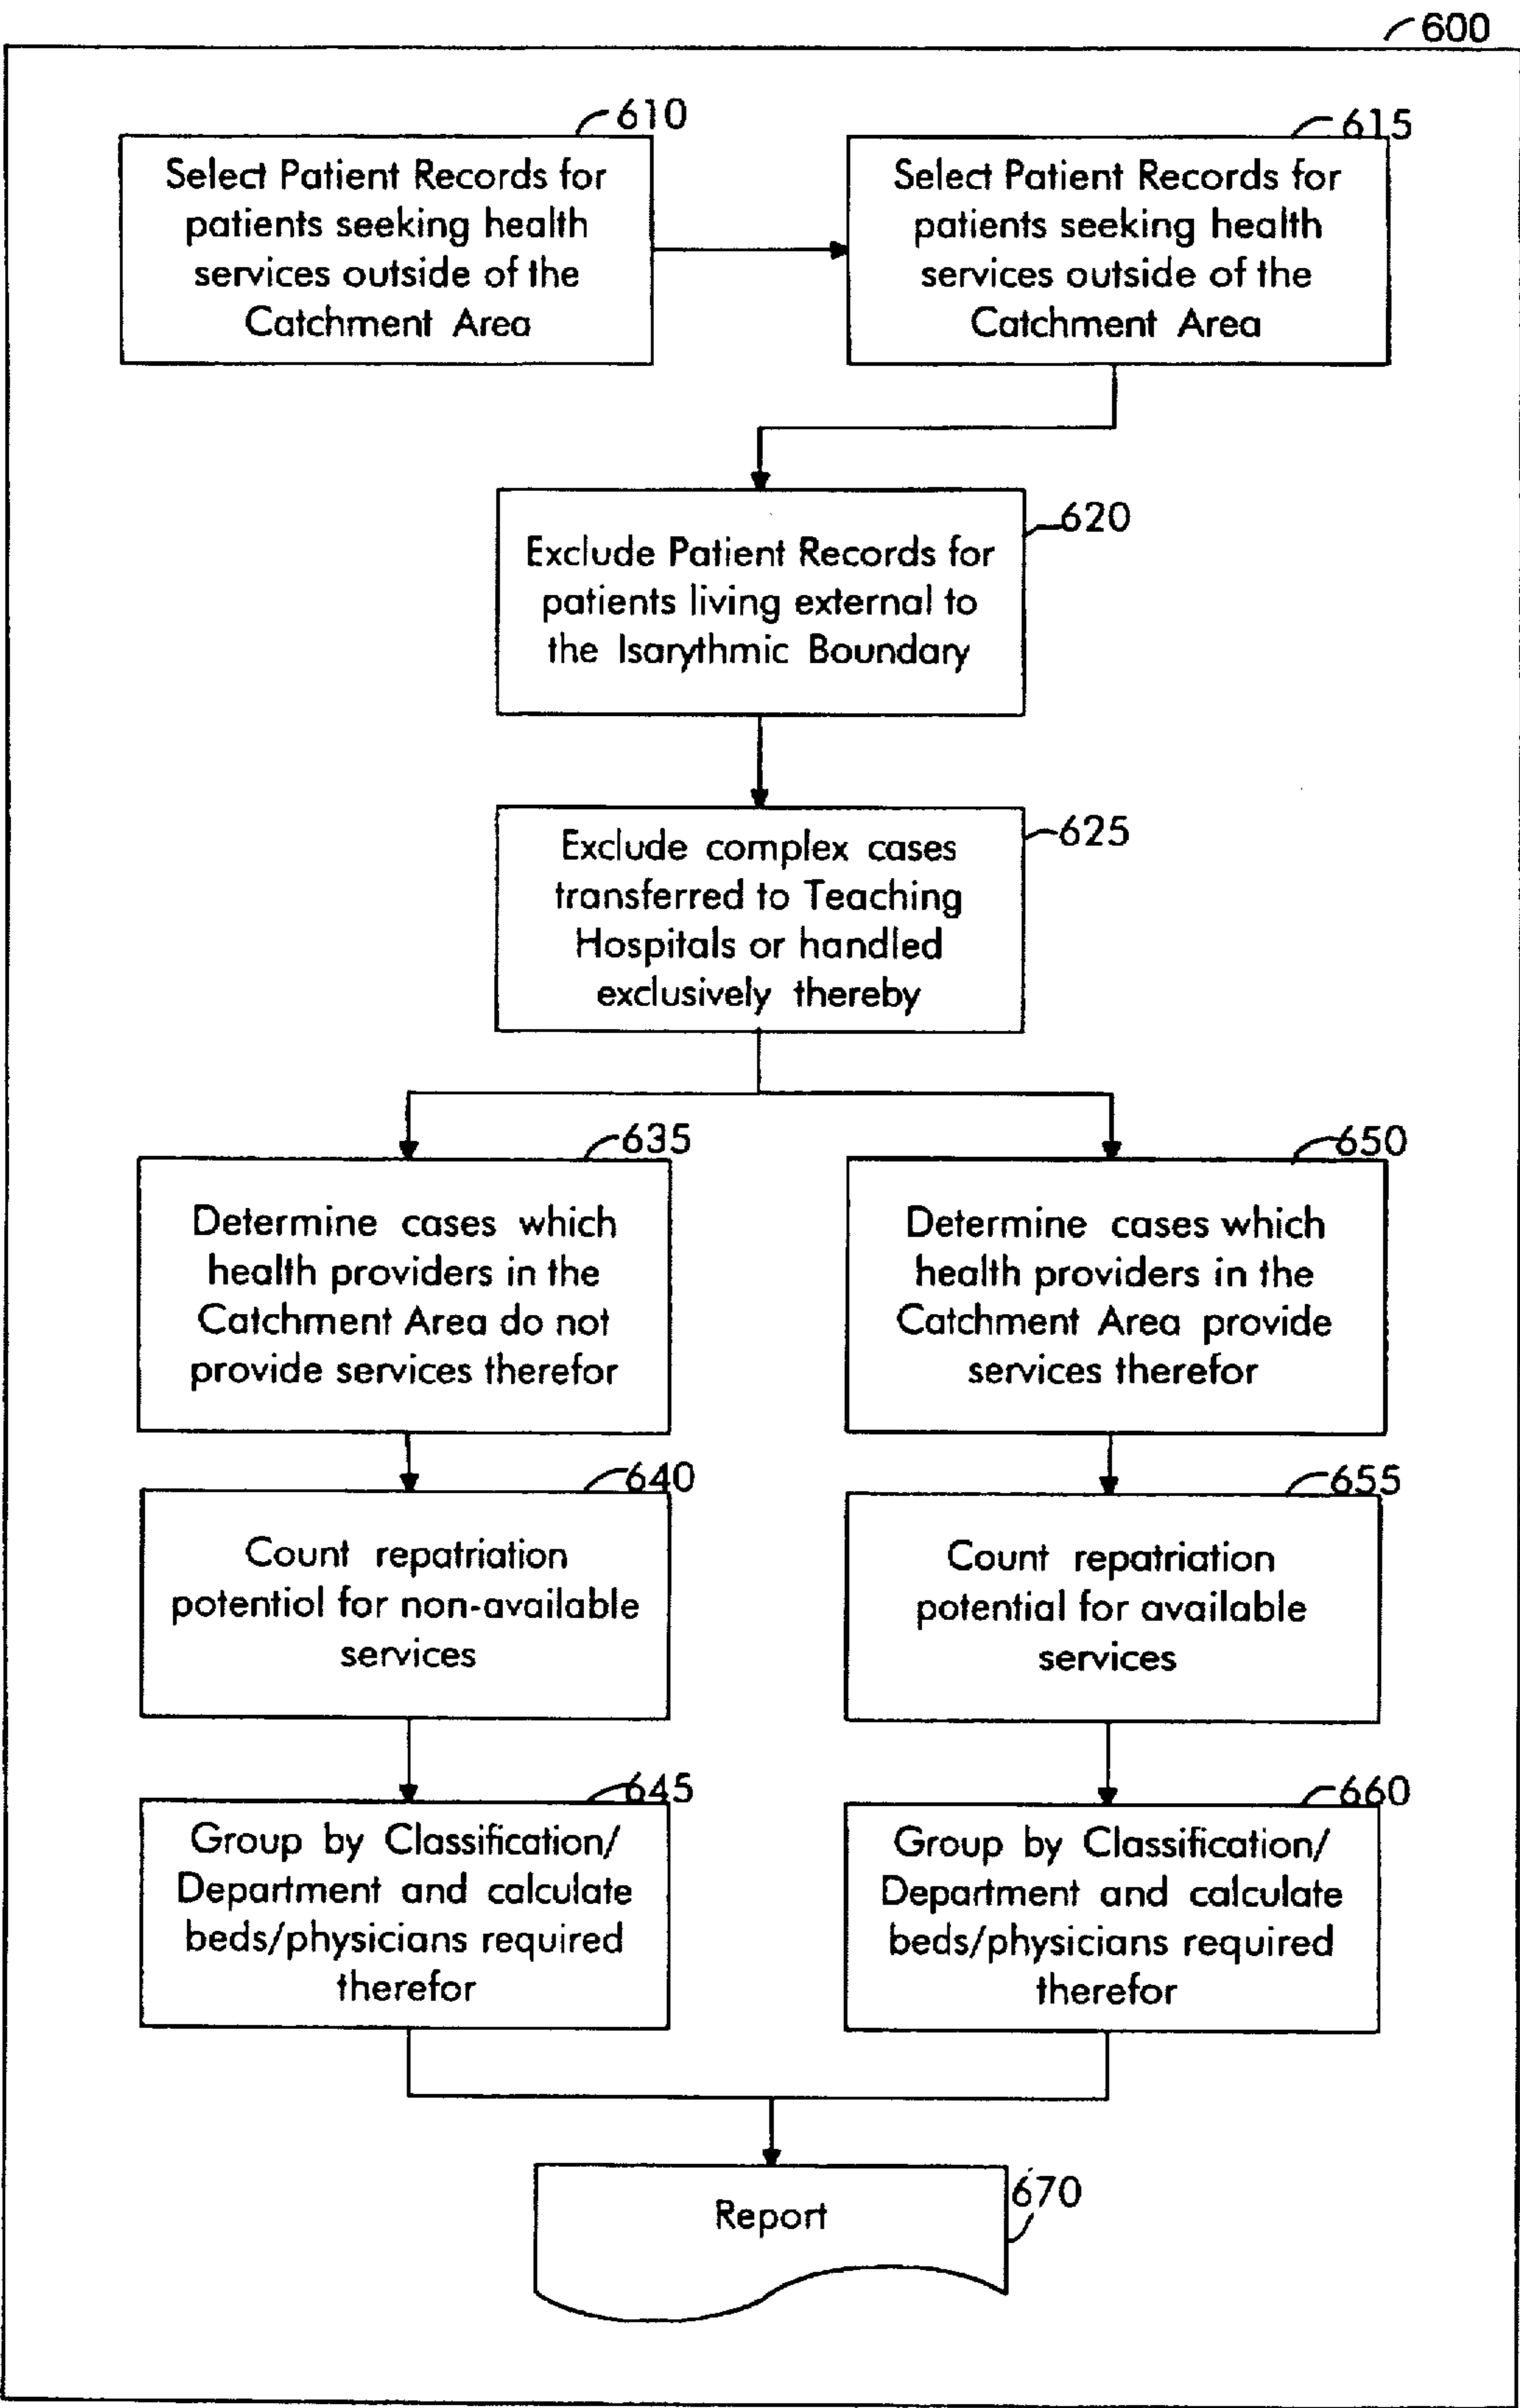 600
610
Select Patient Records for
patients seeking health
services outside of the
Catchment Area
615
Select Patient Records for
patients seeking health
services outside of the
Catchment Area
620
Exclude Patient Records for
patients living external to
the Isarythmic Boundary
625
Exclude complex cases
transferred to Teaching
Hospitals or handled
exclusively thereby
635
Determine cases which
health providers in the
Catchment Area do not
provide services therefor
650
Determine cases which
health providers in the
Catchment Area provide
services therefor
640
Count repatriation
potentiol for non-available
services
655
Count repatriation
potential for available
services
645
Group by Classification/
Department and calculate
beds/physicians required
therefor
660
Group by Classification/
Department and calculate
beds/physicians required
therefor
670
Report